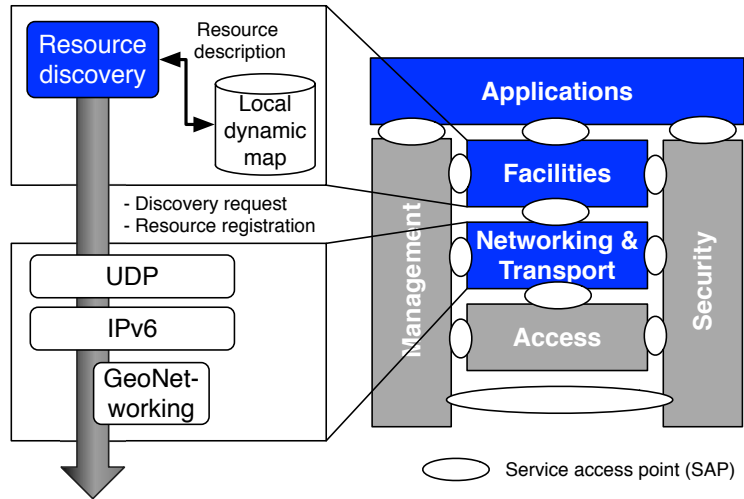 Resource
discovery
Resource
description
Local
dynamic
map
- Discovery request
- Resource registration
UDP
IPv6
GeoNet-
working
Applications
Facilities
Networking &
Transport
Access
Management
Security
Service access point (SAP)